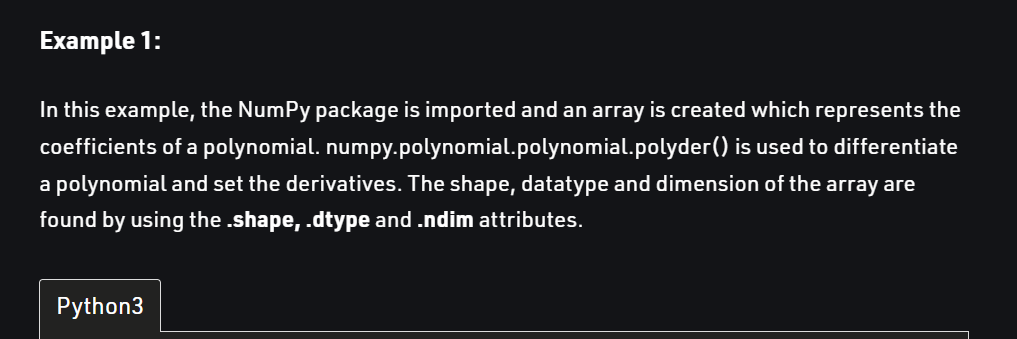 Example 1:
In this example, the NumPy package is imported and an array is created which represents the
coefficients of a polynomial. numpy.polynomial.polynomial.polyder() is used to differentiate
a polynomial and set the derivatives. The shape, datatype and dimension of the array are
found by using the .shape, .dtype and .ndim attributes.
Python3